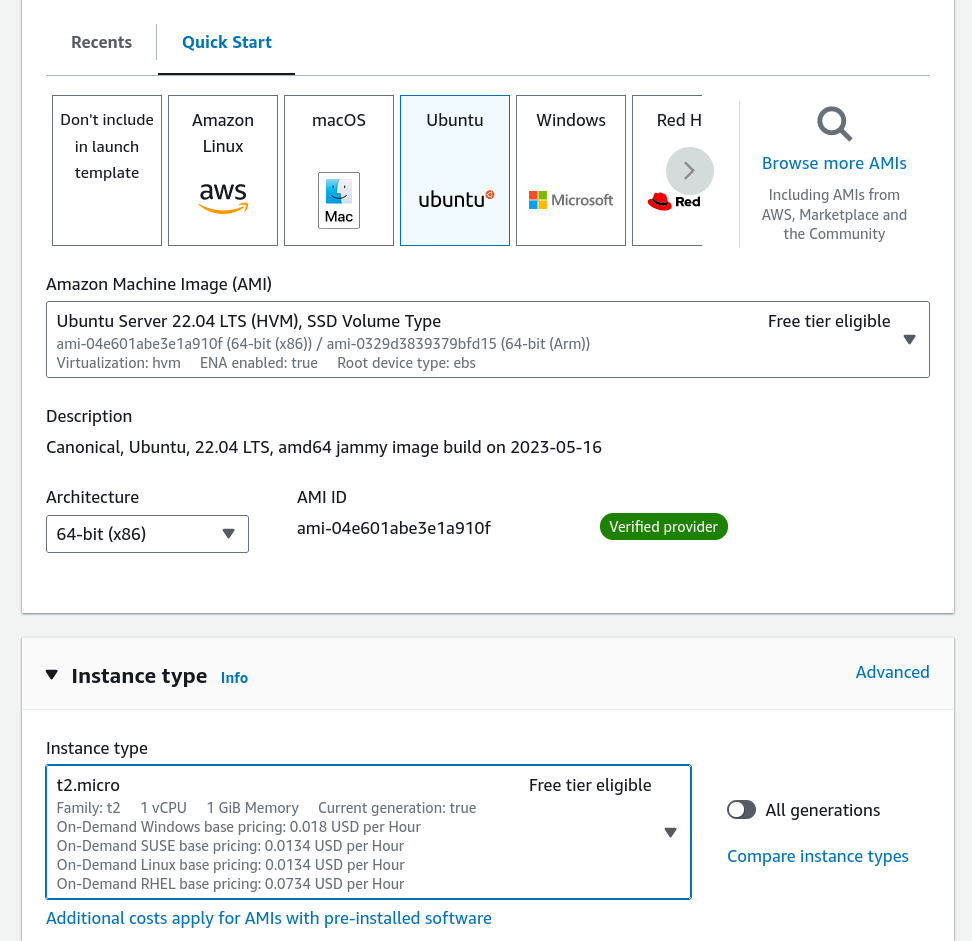 Recents
Quick Start
Don't include
in launch
template
Amazon
Linux
aws
macOS
Mac
Ubuntu
ubuntu
Windows
Microsoft
Red H
Red
Browse more AMIs
Including AMIs from
AWS, Marketplace and
the Community
Amazon Machine Image (AMI)
Ubuntu Server 22.04 LTS (HVM), SSD Volume Type
Free tier eligible
ami-04e601abe3e1a910f (64-bit (x86)) / ami-0329d3839379bfd15 (64-bit (Arm))
Virtualization: hvm ENA enabled: true Root device type: ebs
Description
Canonical, Ubuntu, 22.04 LTS, amd64 jammy image build on 2023-05-16
Architecture
64-bit (x86)
AMI ID
ami-04e601abe3e1a910f
Verified provider
Instance type Info
Advanced
Instance type
t2.micro
Free tier eligible
Family: t2 1 vCPU 1 GiB Memory Current generation: true
On-Demand Windows base pricing: 0.018 USD per Hour
On-Demand SUSE base pricing: 0.0134 USD per Hour
On-Demand Linux base pricing: 0.0134 USD per Hour
On-Demand RHEL base pricing: 0.0734 USD per Hour
All generations
Compare instance types
Additional costs apply for AMIs with pre-installed software